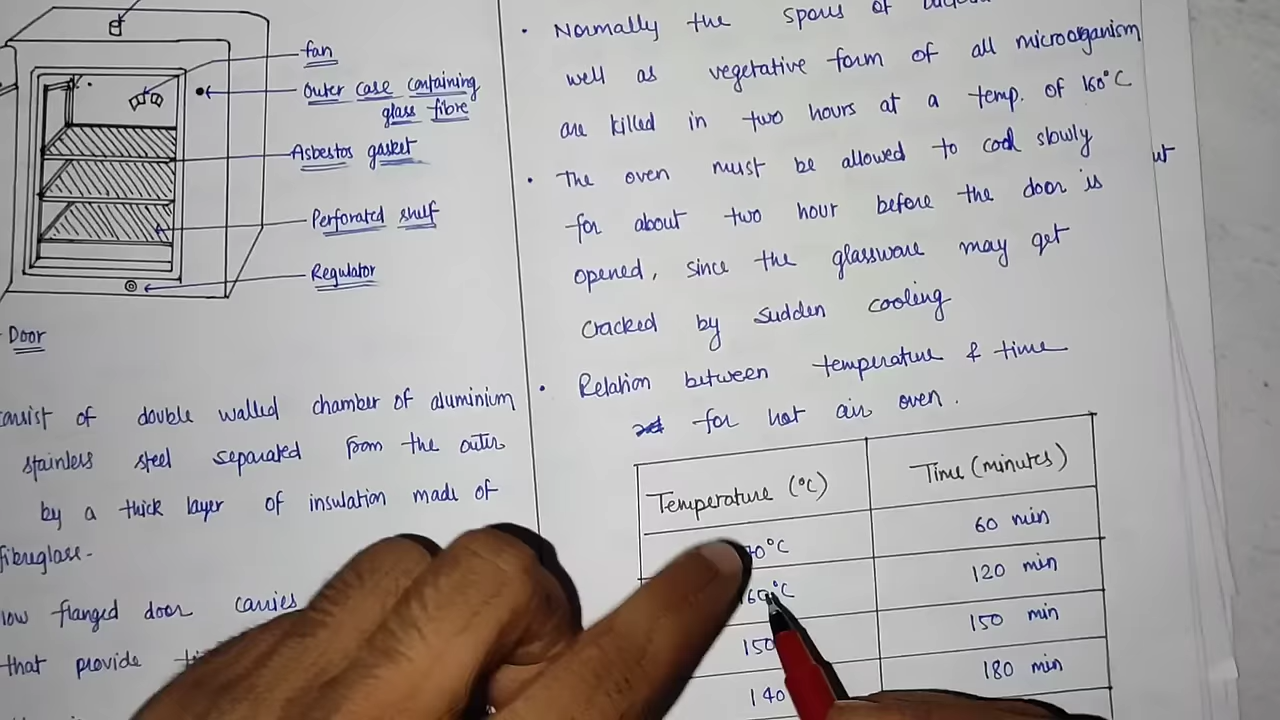 fan
Outer case containing
glass fibre
Asbestos gasket
Perforated shelf
Regulator
Door
consist of double walled chamber of aluminium
stainless steel separated from the outer
by a thick layer of insulation made of
fibreglass-
flanged door carries
that provide
• Normally the spores of
well as vegetative form of all microorganism
are killed in two hours at a temp. of 160°C
• The oven must be allowed to cool slowly
for about two hour before the door is
opened, since the glassware may get
cracked by sudden cooling
• Relation between temperature & time
for hot air oven.
Temperature (°C) Time (minutes)
70°C 60 min
160°C 120 min
150 150 min
140 180 min
ut